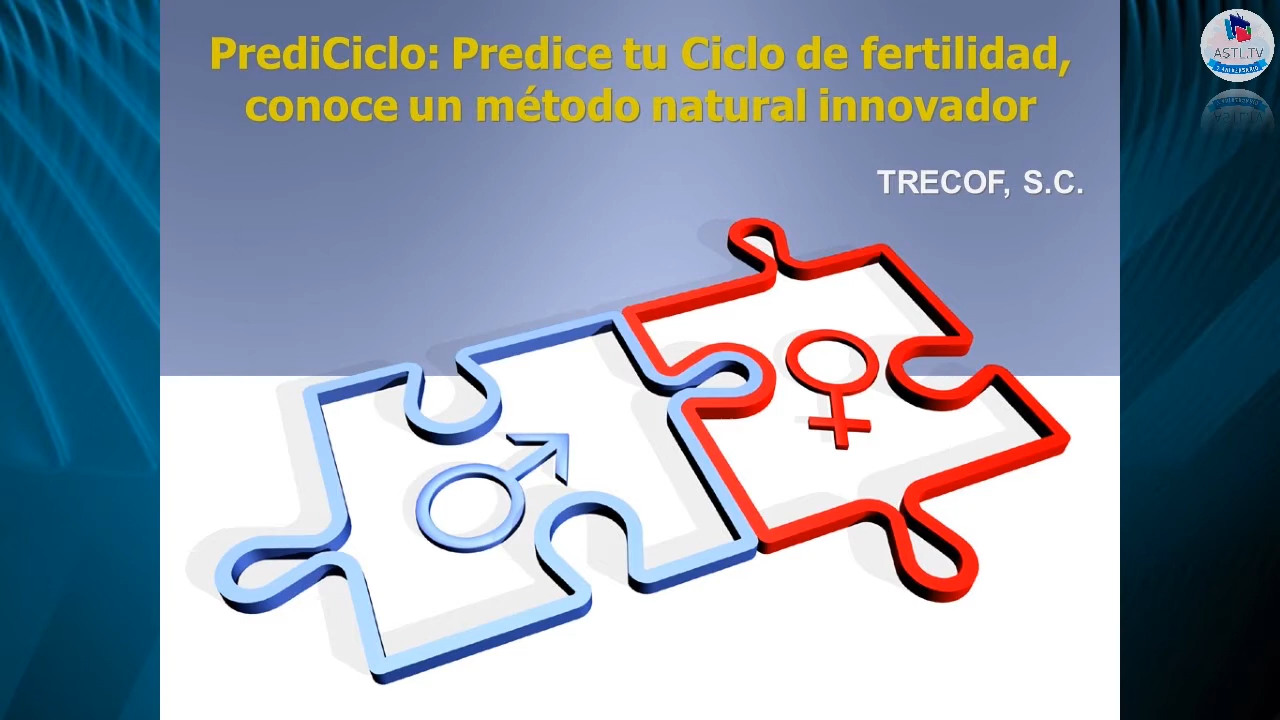 PrediCiclo: Predice tu Ciclo de fertilidad,
conoce un método natural innovador
TRECOF, S.C.
ASTL.TV